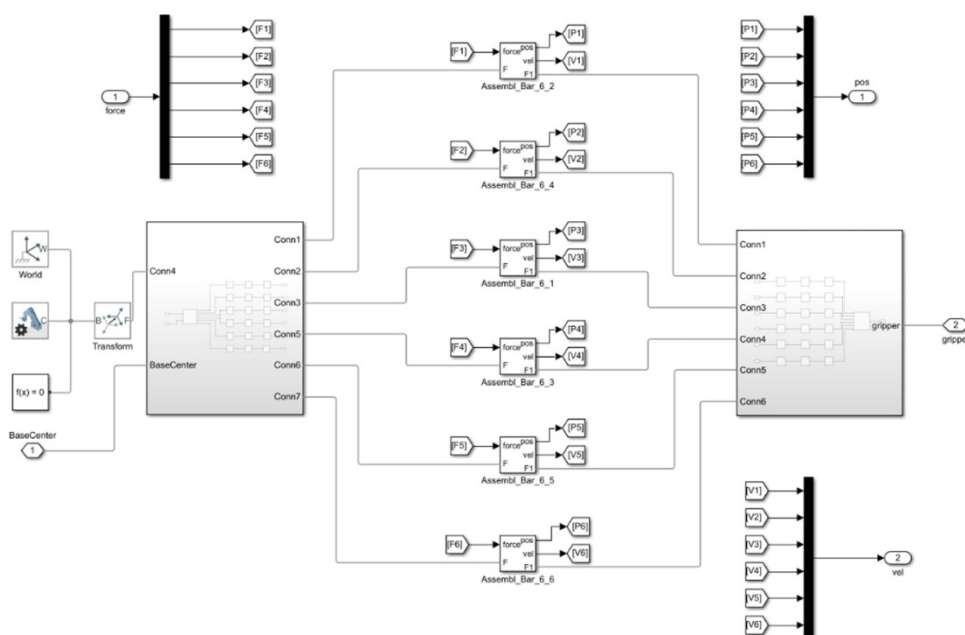 [F1]
[F2]
[F3]
[F4]
[F5]
[F6]
1
force
[F1]
force
pos
vel
F
F1
[P1]
[V1]
Assembl_Bar_6_2
[F2]
force
pos
vel
F
F1
[P2]
[V2]
Assembl_Bar_6_4
[F3]
force
pos
vel
F
F1
[P3]
[V3]
Assembl_Bar_6_1
[F4]
force
pos
vel
F
F1
[P4]
[V4]
Assembl_Bar_6_3
[F5]
force
pos
vel
F
F1
[P5]
[V5]
Assembl_Bar_6_5
[F6]
force
pos
vel
F
F1
[P6]
[V6]
Assembl_Bar_6_6
[P1]
[P2]
[P3]
[P4]
[P5]
[P6]
pos
1
W
World
C
f(x) = 0
B
F
Transform
BaseCenter
1
Conn4
BaseCenter
Conn1
Conn2
Conn3
Conn5
Conn6
Conn7
Conn1
Conn2
Conn3
Conn4
Conn5
Conn6
gripper
2
grippe
[V1]
[V2]
[V3]
[V4]
[V5]
[V6]
2
vel